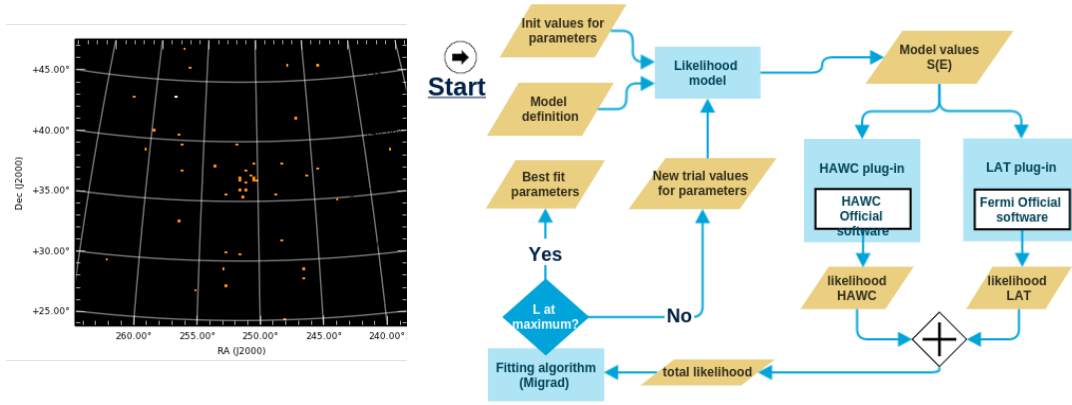 +45.00°
+40.00°
+35.00°
+30.00°
+25.00°
Dec (J2000)
260.00°
255.00°
250.00°
245.00°
240.00°
RA (J2000)
Start
Init values for
parameters
Model
definition
Likelihood
model
Model values
S(E)
HAWC plug-in
HAWC
Official
software
LAT plug-in
Fermi Official
software
Best fit
parameters
New trial values
for parameters
Yes
No
L at
maximum?
likelihood
HAWC
likelihood
LAT
Fitting algorithm
(Migrad)
total likelihood